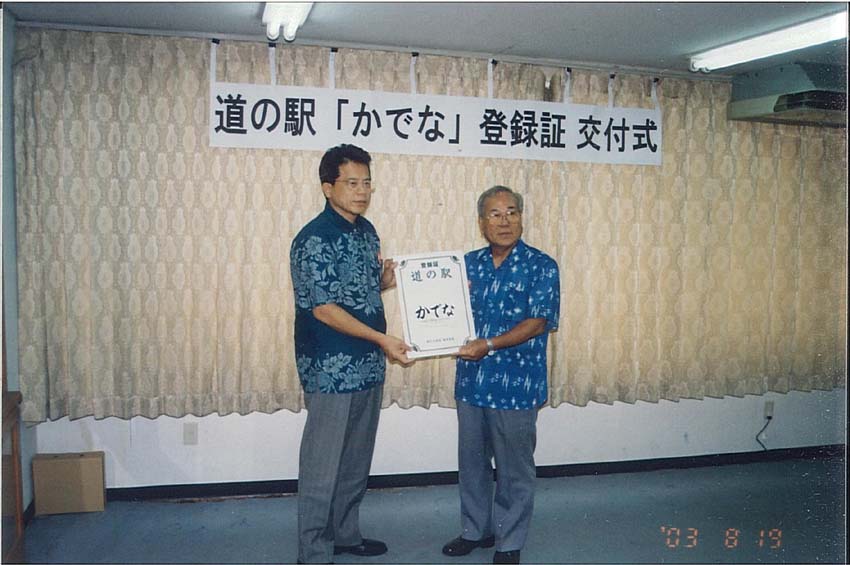 道の駅「かでな」登録証 交付式
登録証
道の駅
かでな
'03 8 19